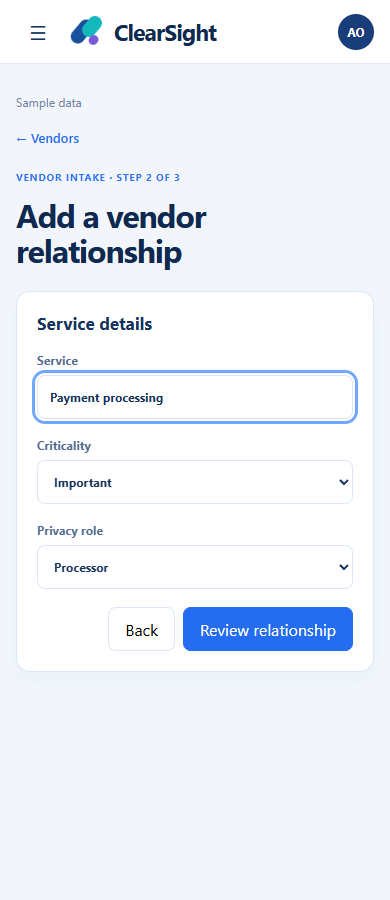 ☰ ClearSight AO
Sample data
← Vendors
VENDOR INTAKE · STEP 2 OF 3
Add a vendor
relationship
Service details
Service
Payment processing
Criticality
Important
Privacy role
Processor
Back Review relationship